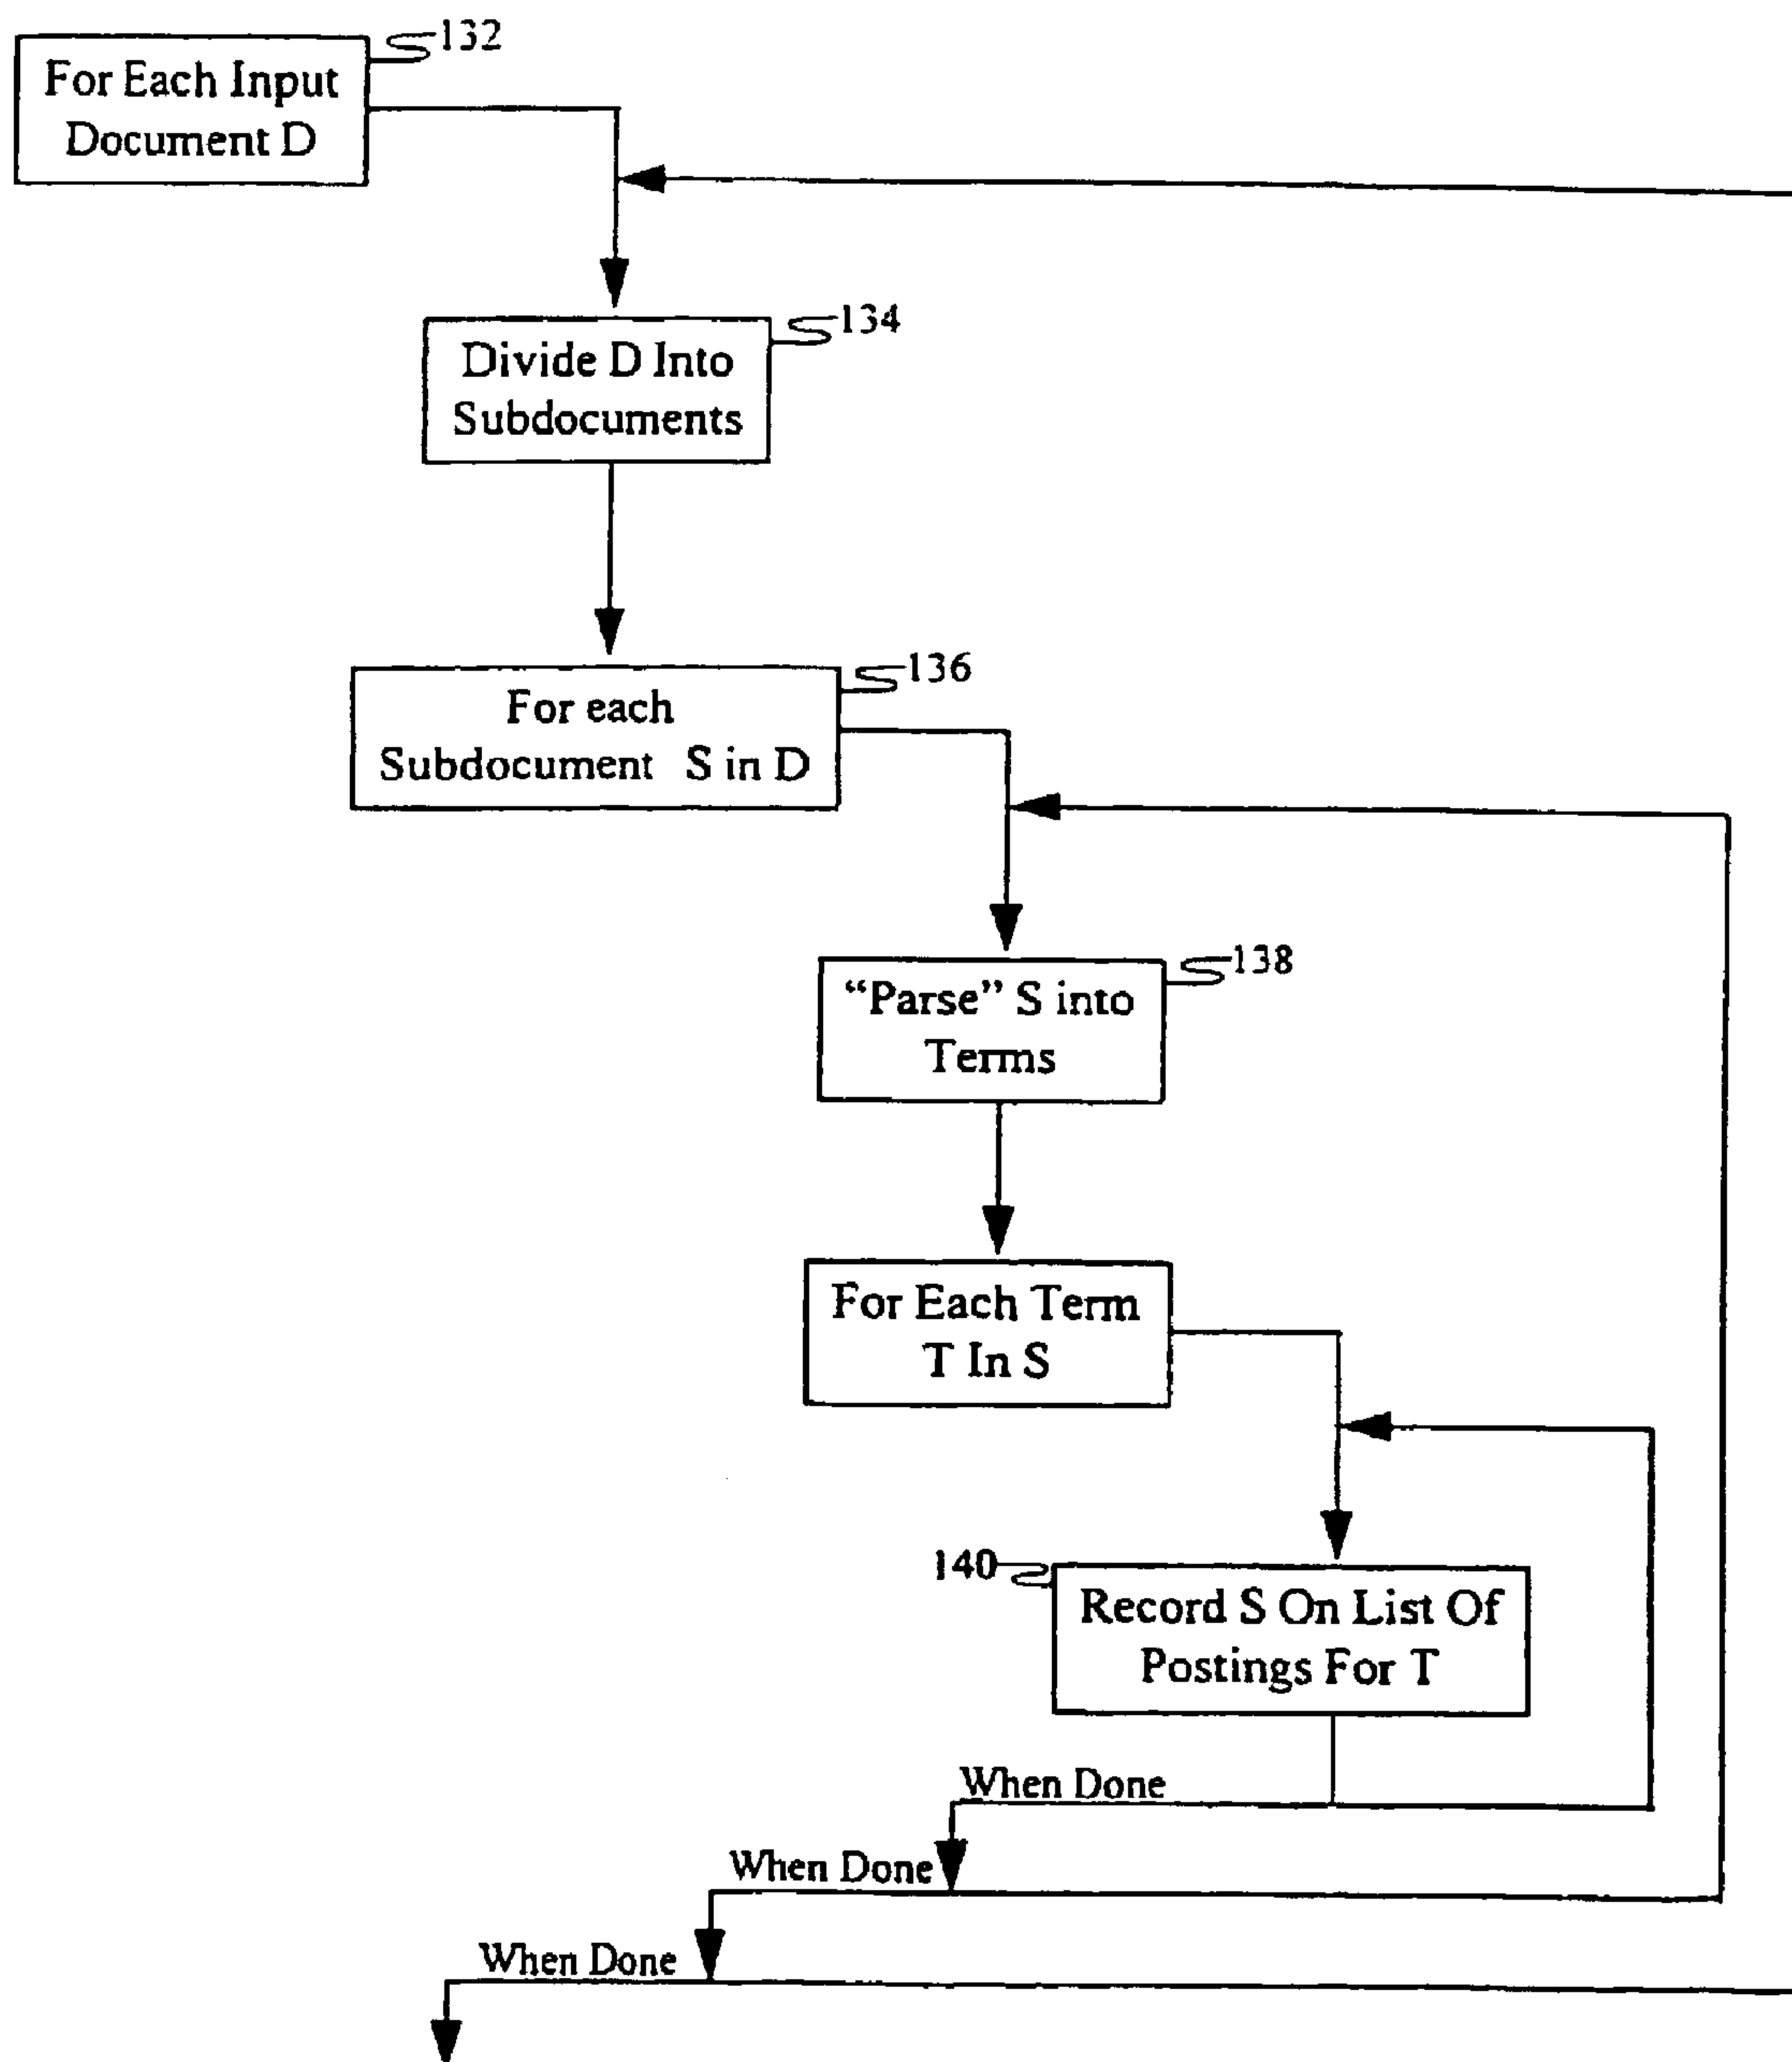 132
For Each Input
Document D
134
Divide D Into
Subdocuments
136
For each
Subdocument S in D
138
“Parse” S into
Terms
For Each Term
T In S
140
Record S On List Of
Postings For T
When Done
When Done
When Done